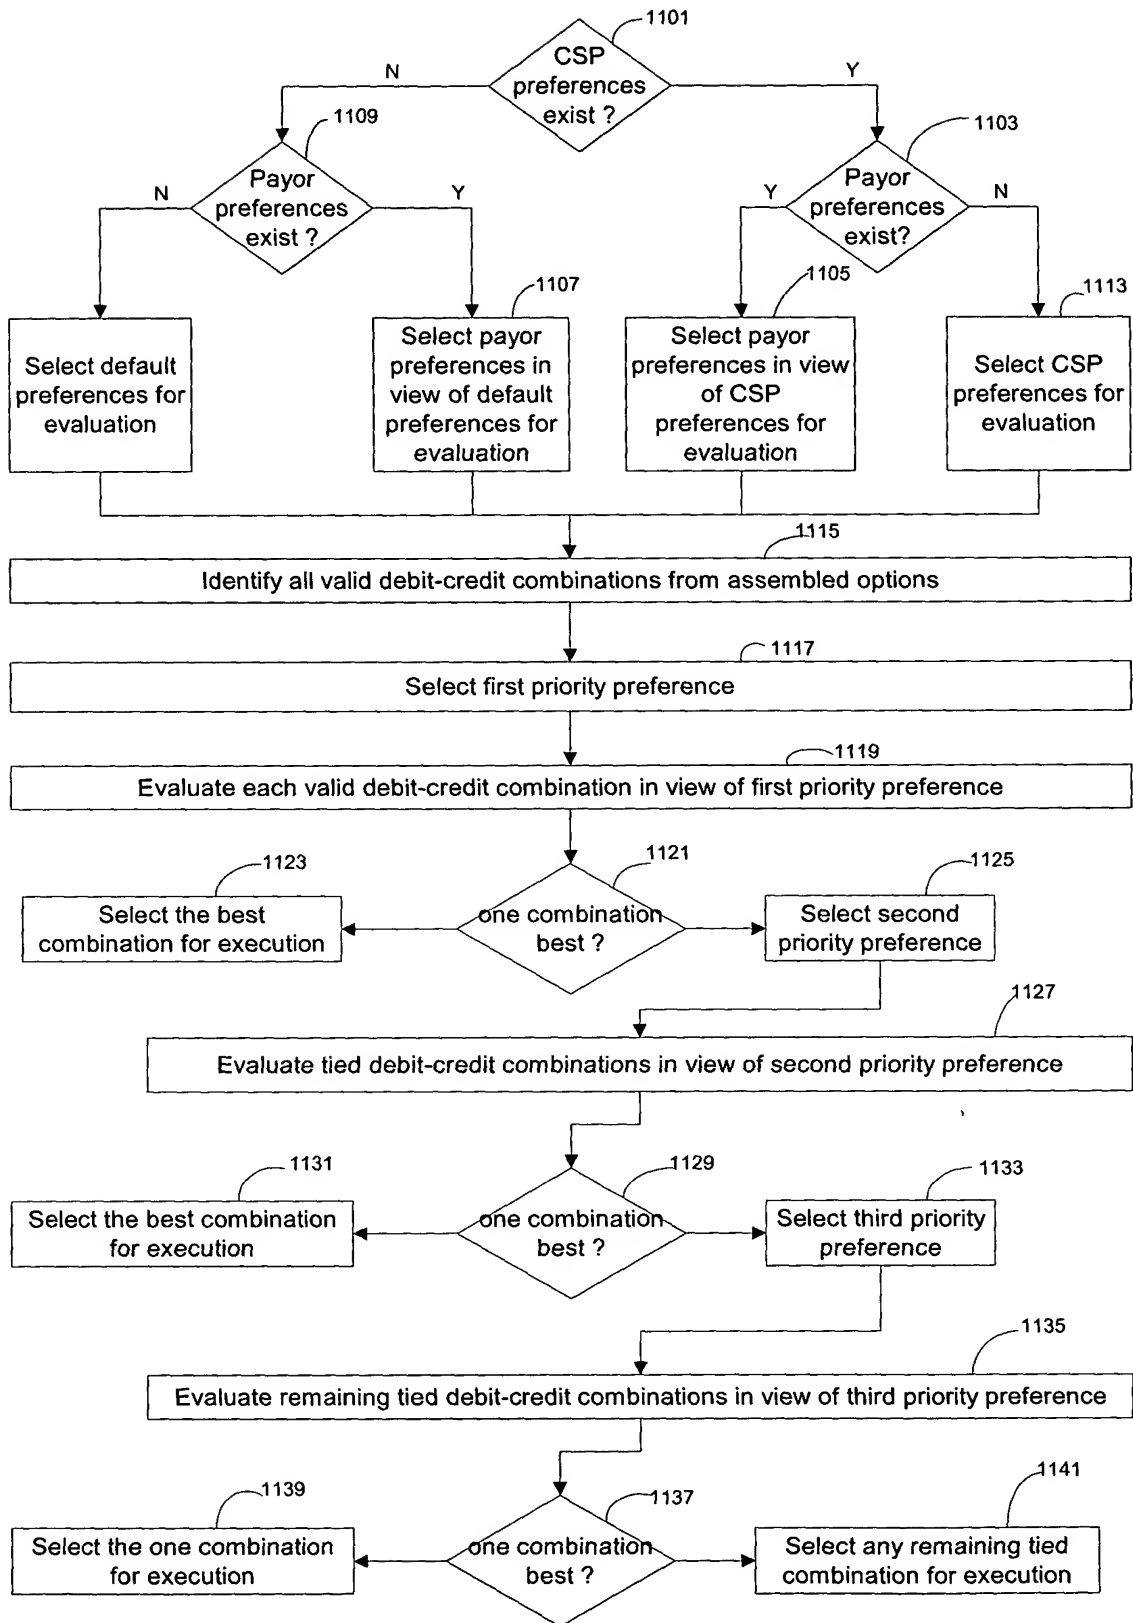 1101
CSP
preferences
exist ?
N
Y
1109
Payor
preferences
exist ?
N
Y
1103
Payor
preferences
exist?
Y
N
Select default
preferences for
evaluation
1107
Select payor
preferences in
view of default
preferences for
evaluation
1105
Select payor
preferences in view
of CSP
preferences for
evaluation
1113
Select CSP
preferences for
evaluation
1115
Identify all valid debit-credit combinations from assembled options
1117
Select first priority preference
1119
Evaluate each valid debit-credit combination in view of first priority preference
1123
Select the best
combination for execution
1121
one combination
best ?
1125
Select second
priority preference
1127
Evaluate tied debit-credit combinations in view of second priority preference
1131
Select the best combination
for execution
1129
one combination
best ?
1133
Select third priority
preference
1135
Evaluate remaining tied debit-credit combinations in view of third priority preference
1139
Select the one combination
for execution
1137
one combination
best ?
1141
Select any remaining tied
combination for execution